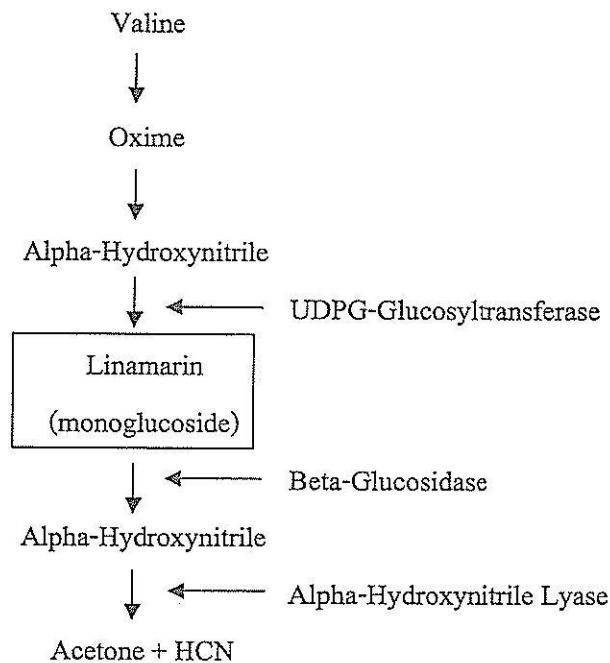 Valine
Oxime
Alpha-Hydroxynitrile
UDPG-Glucosyltransferase
Linamarin
(monoglucoside)
Beta-Glucosidase
Alpha-Hydroxynitrile
Alpha-Hydroxynitrile Lyase
Acetone + HCN